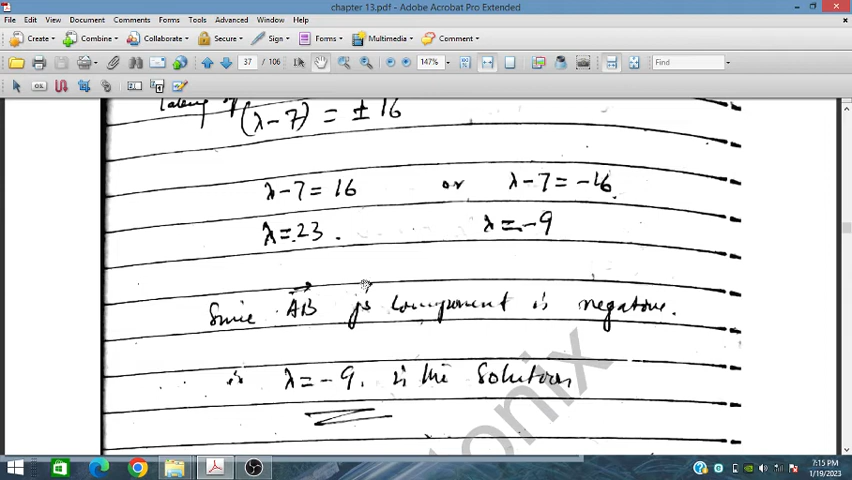 chapter 13.pdf - Adobe Acrobat Pro Extended
File Edit View Document Comments Forms Tools Advanced Window Help
Create Combine Collaborate Secure Sign Forms Multimedia Comment
37 / 106 147% Find
Taking
(λ-7) = ± 16
λ-7 = 16 or λ-7 = -16.
λ = 23. λ = -9
Since AB component is negative.
λ = -9. is the solution
onix
7:15 PM
1/19/2023